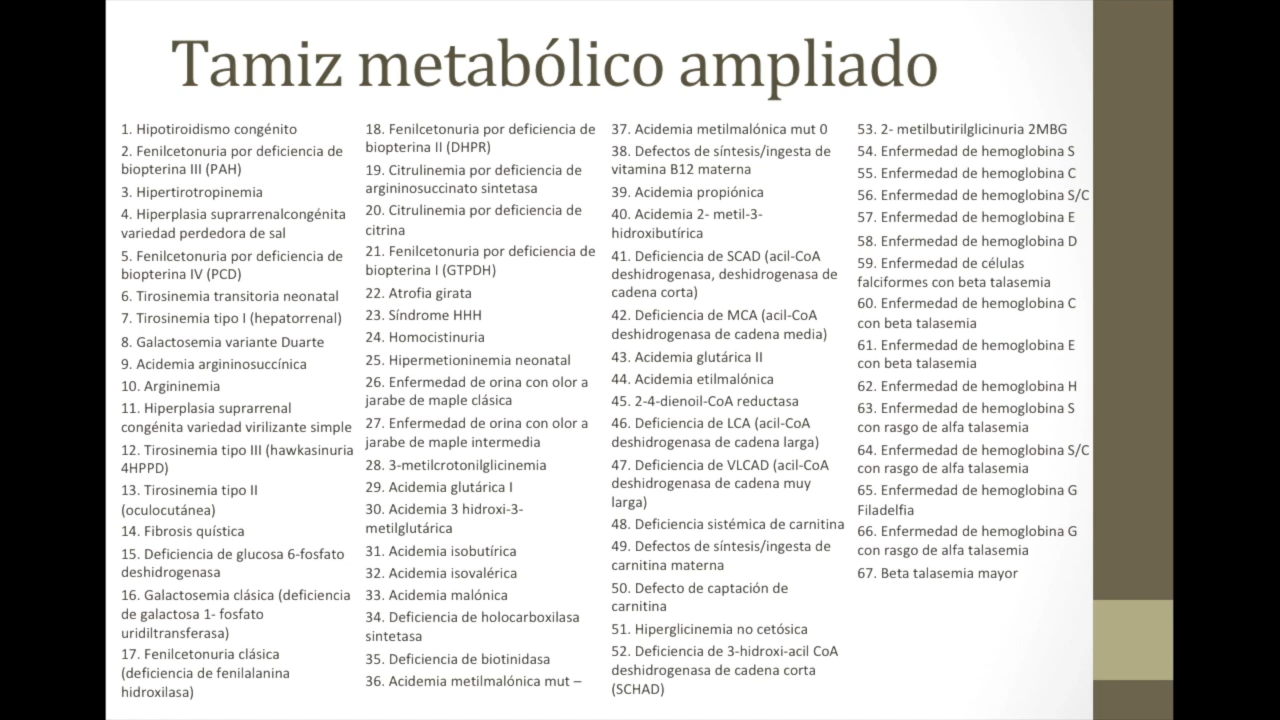 Tamiz metabólico ampliado
1. Hipotiroidismo congénito
2. Fenilcetonuria por deficiencia de
biopterina III (PAH)
3. Hipertirotropinemia
4. Hiperplasia suprarrenalcongénita
variedad perdedora de sal
5. Fenilcetonuria por deficiencia de
biopterina IV (PCD)
6. Tirosinemia transitoria neonatal
7. Tirosinemia tipo I (hepatorrenal)
8. Galactosemia variante Duarte
9. Acidemia argininosuccínica
10. Argininemia
11. Hiperplasia suprarrenal
congénita variedad virilizante simple
12. Tirosinemia tipo III (hawkasinuria
4HPPD)
13. Tirosinemia tipo II
(oculocutánea)
14. Fibrosis quística
15. Deficiencia de glucosa 6-fosfato
deshidrogenasa
16. Galactosemia clásica (deficiencia
de galactosa 1- fosfato
uridiltransferasa)
17. Fenilcetonuria clásica
(deficiencia de fenilalanina
hidroxilasa)
18. Fenilcetonuria por deficiencia de
biopterina II (DHPR)
19. Citrulinemia por deficiencia de
argininosuccinato sintetasa
20. Citrulinemia por deficiencia de
citrina
21. Fenilcetonuria por deficiencia de
biopterina I (GTPDH)
22. Atrofia girata
23. Síndrome HHH
24. Homocistinuria
25. Hipermetioninemia neonatal
26. Enfermedad de orina con olor a
jarabe de maple clásica
27. Enfermedad de orina con olor a
jarabe de maple intermedia
28. 3-metilcrotonilglicinemia
29. Acidemia glutárica I
30. Acidemia 3 hidroxi-3-
metilglutárica
31. Acidemia isobutírica
32. Acidemia isovalérica
33. Acidemia malónica
34. Deficiencia de holocarboxilasa
sintetasa
35. Deficiencia de biotinidasa
36. Acidemia metilmalónica mut –
37. Acidemia metilmalónica mut 0
38. Defectos de síntesis/ingesta de
vitamina B12 materna
39. Acidemia propiónica
40. Acidemia 2- metil-3-
hidroxibutírica
41. Deficiencia de SCAD (acil-CoA
deshidrogenasa, deshidrogenasa de
cadena corta)
42. Deficiencia de MCA (acil-CoA
deshidrogenasa de cadena media)
43. Acidemia glutárica II
44. Acidemia etilmalónica
45. 2-4-dienoil-CoA reductasa
46. Deficiencia de LCA (acil-CoA
deshidrogenasa de cadena larga)
47. Deficiencia de VLCAD (acil-CoA
deshidrogenasa de cadena muy
larga)
48. Deficiencia sistémica de carnitina
49. Defectos de síntesis/ingesta de
carnitina materna
50. Defecto de captación de
carnitina
51. Hiperglicinemia no cetósica
52. Deficiencia de 3-hidroxi-acil CoA
deshidrogenasa de cadena corta
(SCHAD)
53. 2- metilbutirilglicinuria 2MBG
54. Enfermedad de hemoglobina S
55. Enfermedad de hemoglobina C
56. Enfermedad de hemoglobina S/C
57. Enfermedad de hemoglobina E
58. Enfermedad de hemoglobina D
59. Enfermedad de células
falciformes con beta talasemia
60. Enfermedad de hemoglobina C
con beta talasemia
61. Enfermedad de hemoglobina E
con beta talasemia
62. Enfermedad de hemoglobina H
63. Enfermedad de hemoglobina S
con rasgo de alfa talasemia
64. Enfermedad de hemoglobina S/C
con rasgo de alfa talasemia
65. Enfermedad de hemoglobina G
Filadelfia
66. Enfermedad de hemoglobina G
con rasgo de alfa talasemia
67. Beta talasemia mayor